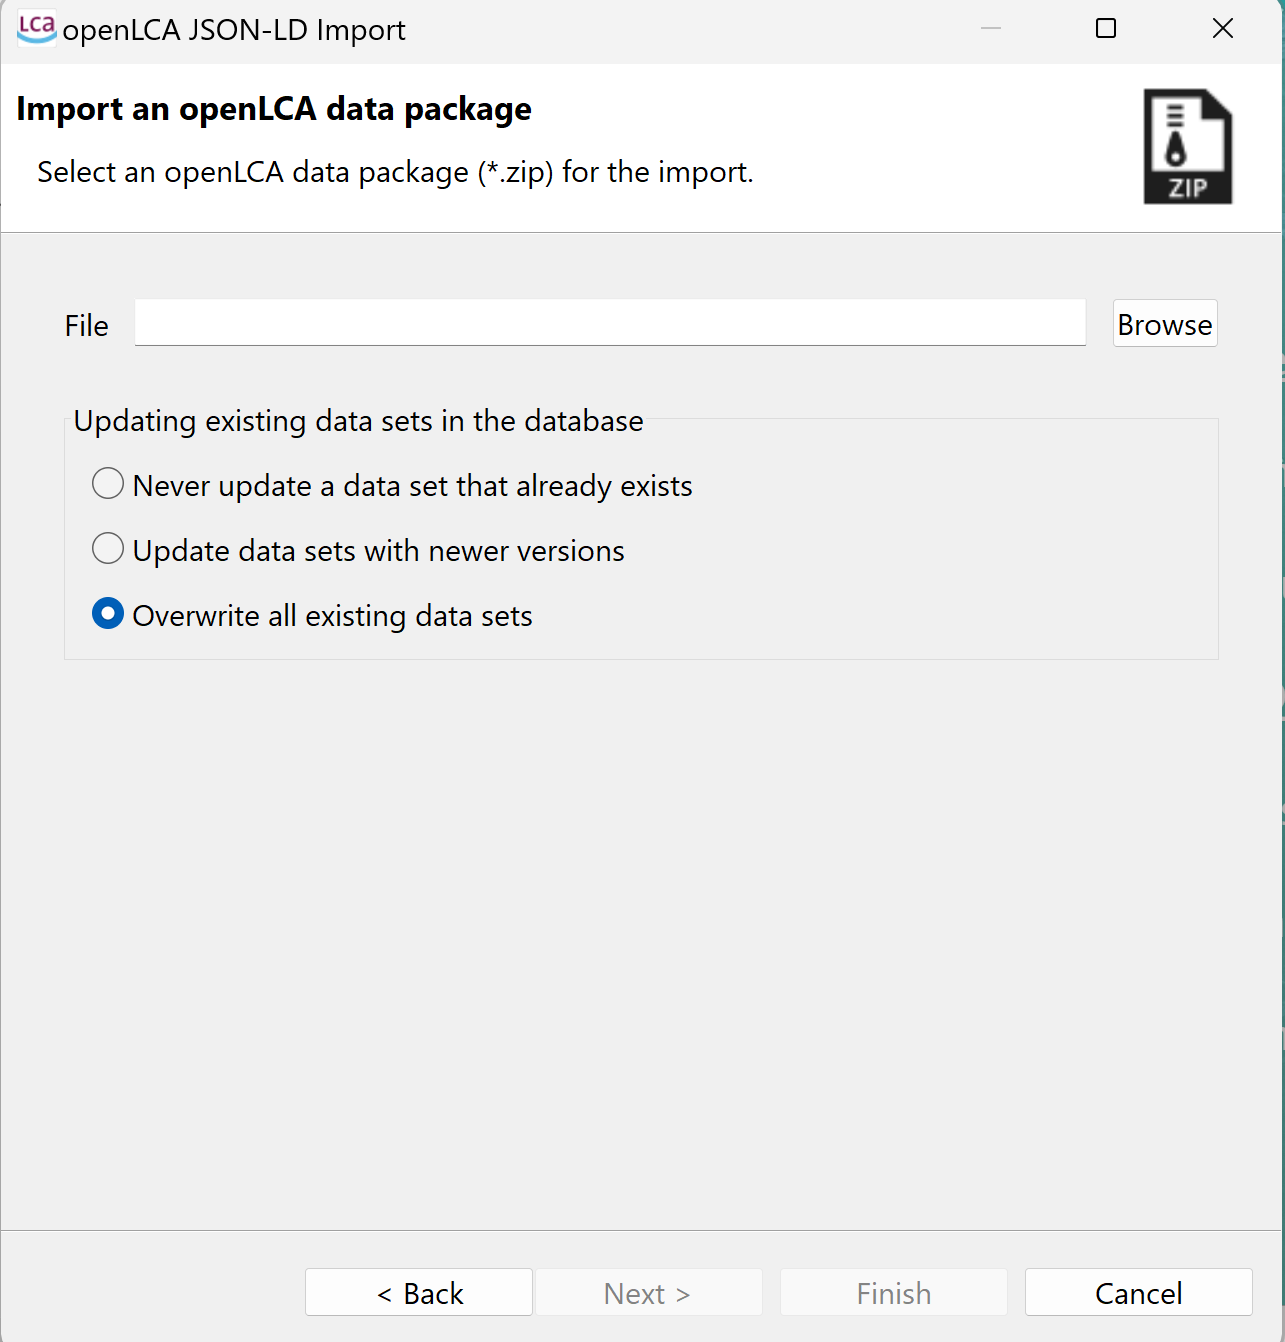 Lca openLCA JSON-LD Import
Import an openLCA data package
Select an openLCA data package (*.zip) for the import.
ZIP
File Browse
Updating existing data sets in the database
Never update a data set that already exists
Update data sets with newer versions
Overwrite all existing data sets
< Back Next > Finish Cancel